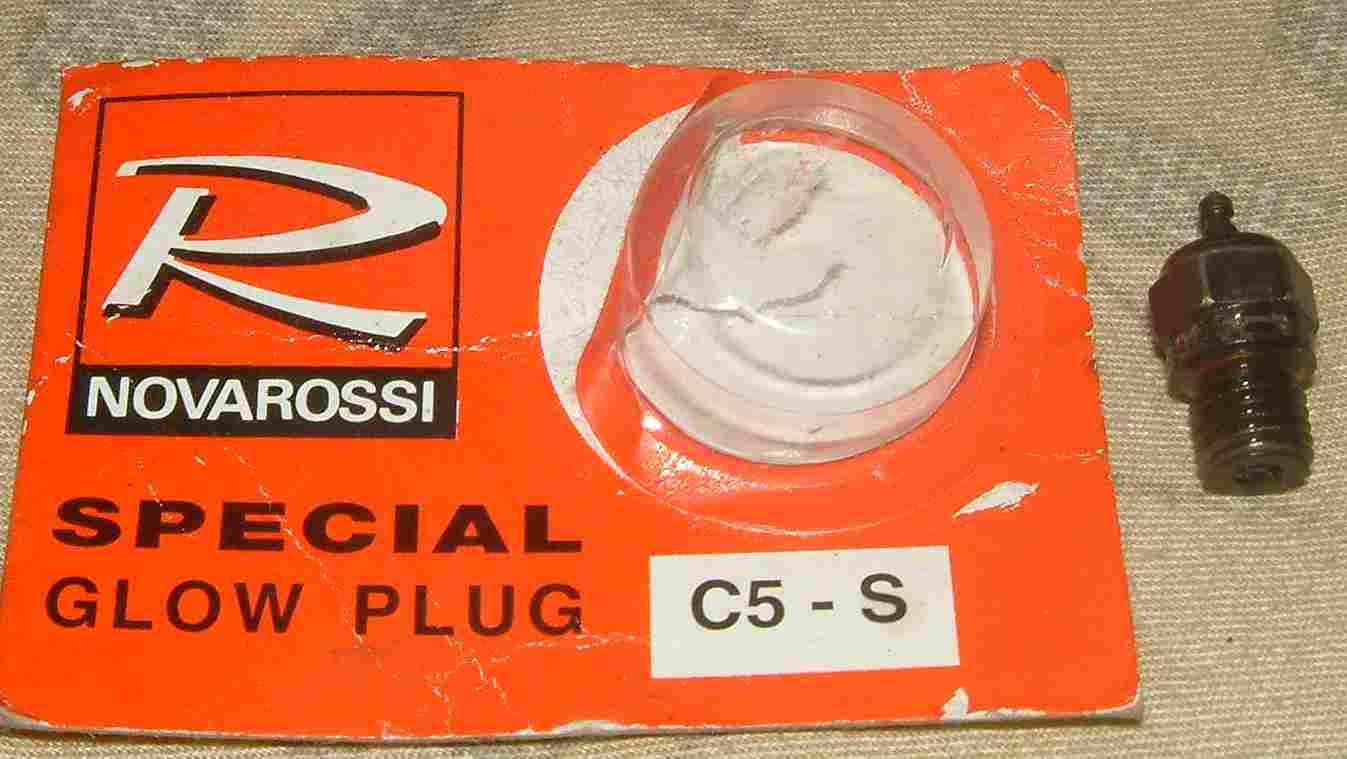 R
NOVAROSSI
SPECIAL
GLOW PLUG
C5 - S